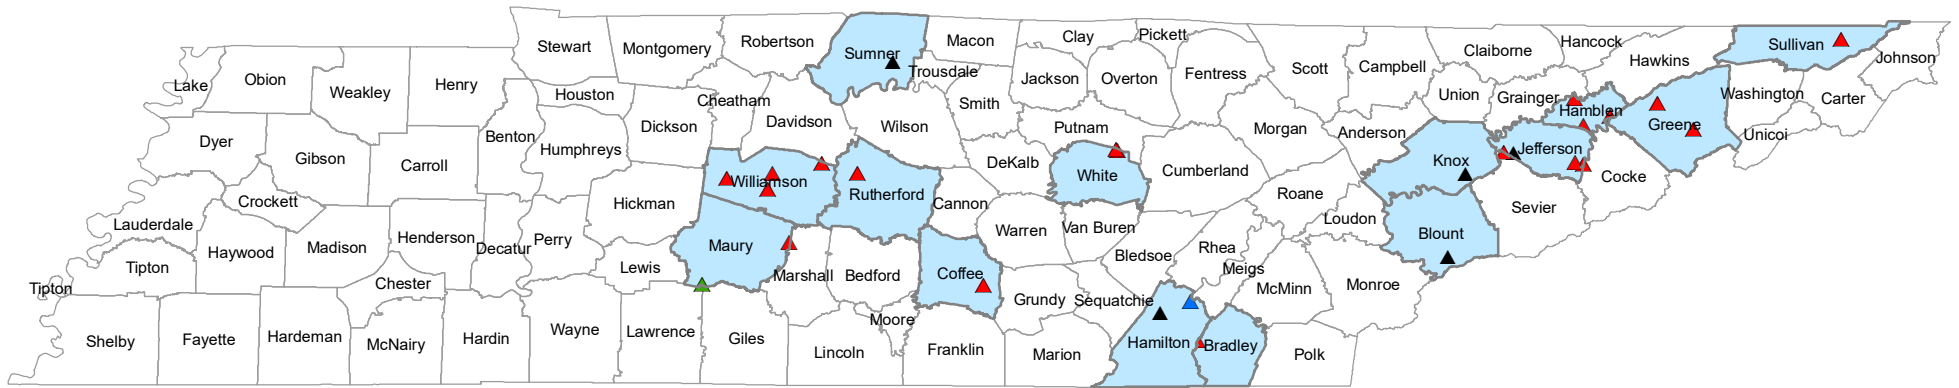 Stewart
Montgomery
Robertson
Sumner
Macon
Clay
Pickett
Claiborne
Hancock
Hawkins
Sullivan
Johnson
Lake
Obion
Weakley
Henry
Houston
Cheatham
Trousdale
Jackson
Overton
Fentress
Scott
Campbell
Union
Grainger
Hamblen
Greene
Washington
Carter
Unicoi
Dyer
Gibson
Carroll
Benton
Humphreys
Dickson
Davidson
Wilson
Smith
Putnam
Morgan
Anderson
Knox
Jefferson
Cocke
Crockett
Hickman
Williamson
Rutherford
Cannon
DeKalb
White
Cumberland
Roane
Loudon
Sevier
Lauderdale
Haywood
Madison
Henderson
Decatur
Perry
Lewis
Maury
Marshall
Bedford
Coffee
Warren
Van Buren
Bledsoe
Rhea
Meigs
Blount
Tipton
Tipton
Chester
Moore
Grundy
Sequatchie
McMinn
Monroe
Shelby
Fayette
Hardeman
McNairy
Hardin
Wayne
Lawrence
Giles
Lincoln
Franklin
Marion
Hamilton
Bradley
Polk